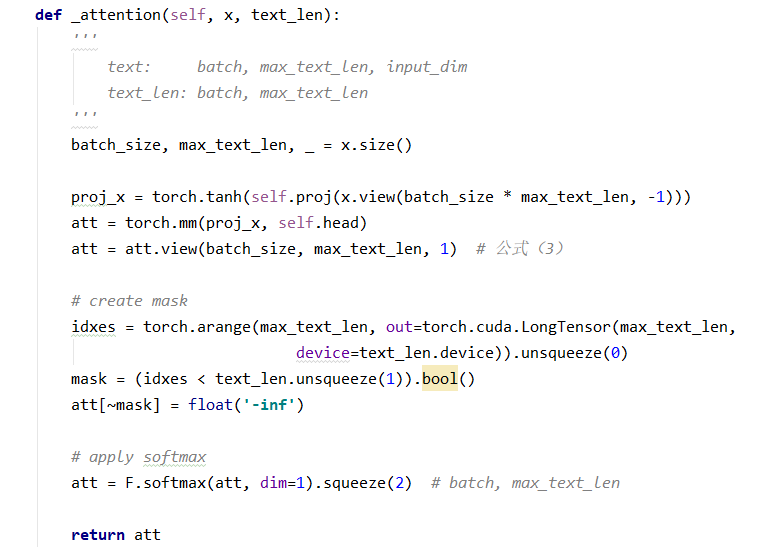 def _attention(self, x, text_len):
'''
text:     batch, max_text_len, input_dim
text_len: batch, max_text_len
'''
batch_size, max_text_len, _ = x.size()
proj_x = torch.tanh(self.proj(x.view(batch_size * max_text_len, -1)))
att = torch.mm(proj_x, self.head)
att = att.view(batch_size, max_text_len, 1)  # 公式（3）
# create mask
idxes = torch.arange(max_text_len, out=torch.cuda.LongTensor(max_text_len,
device=text_len.device)).unsqueeze(0)
mask = (idxes < text_len.unsqueeze(1)).bool()
att[~mask] = float('-inf')
# apply softmax
att = F.softmax(att, dim=1).squeeze(2)  # batch, max_text_len
return att